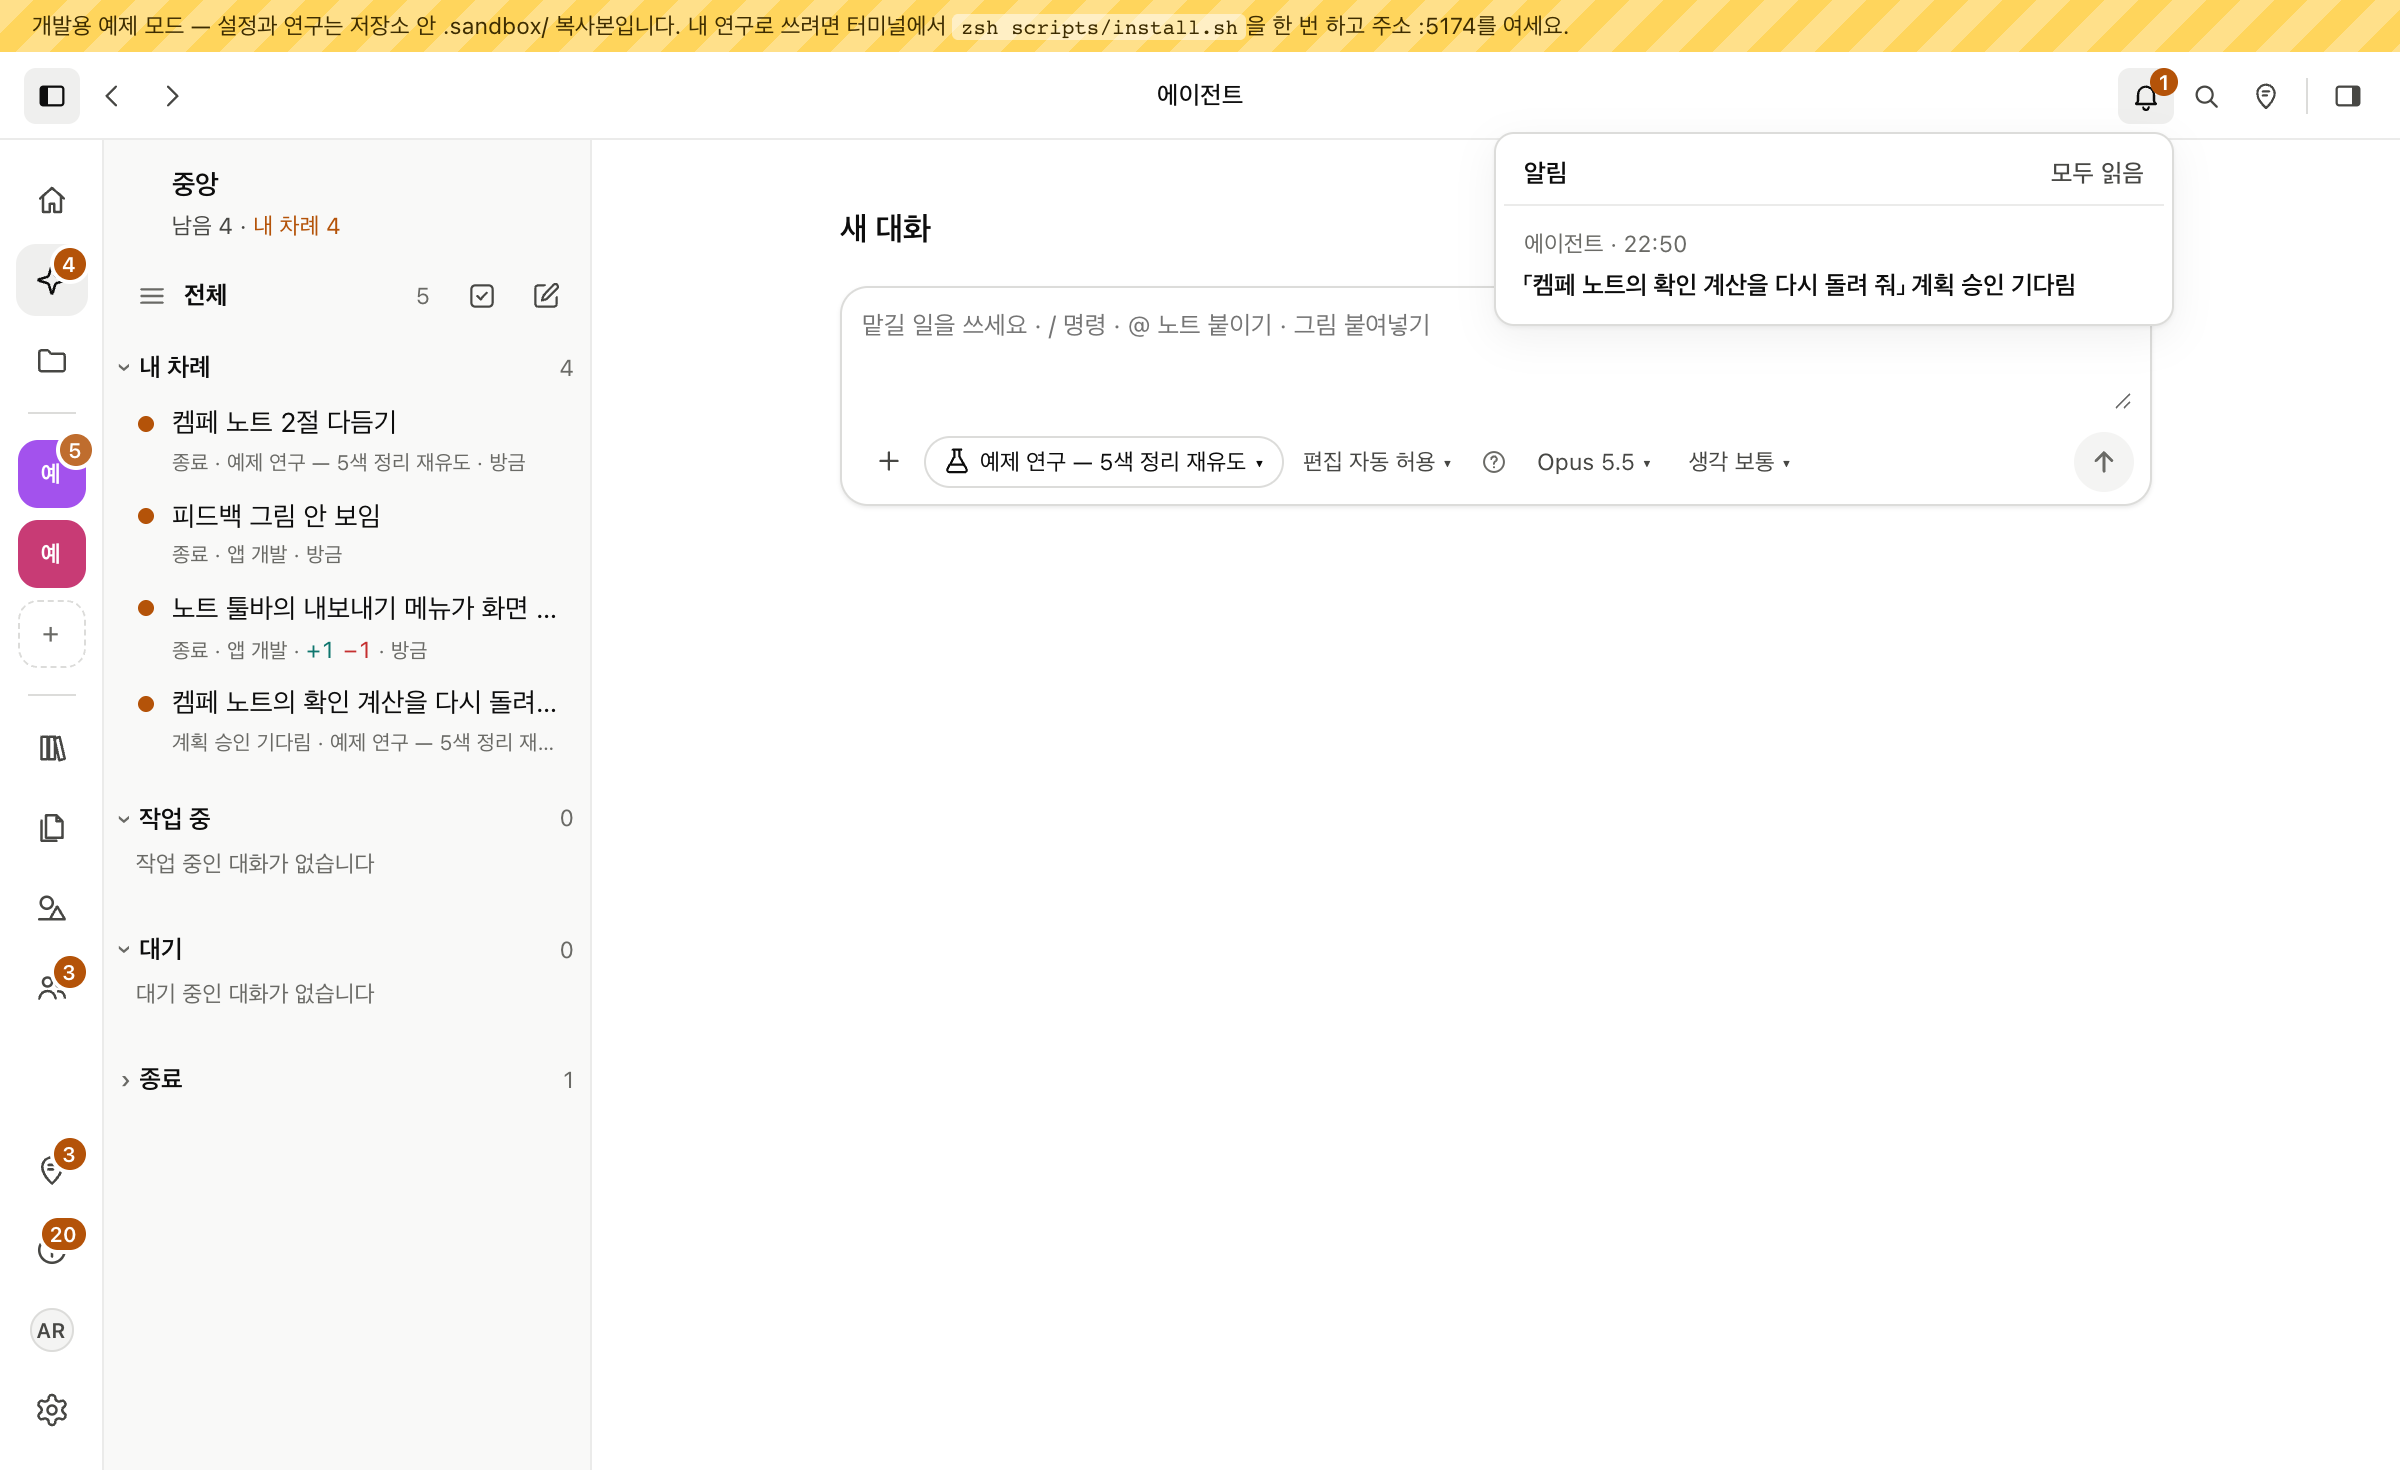 개발용 예제 모드 — 설정과 연구는 저장소 안 .sandbox/ 복사본입니다. 내 연구로 쓰려면 터미널에서 zsh scripts/install.sh을 한 번 하고 주소 :5174를 여세요.
에이전트
1
알림
모두 읽음
에이전트 · 22:50
「켐페 노트의 확인 계산을 다시 돌려 줘」 계획 승인 기다림
4
5
예
예
+
3
3
20
AR
중앙
남음 4 · 내 차례 4
전체 5
내 차례 4
켐페 노트 2절 다듬기
종료 · 예제 연구 — 5색 정리 재유도 · 방금
피드백 그림 안 보임
종료 · 앱 개발 · 방금
노트 툴바의 내보내기 메뉴가 화면 ...
종료 · 앱 개발 · +1 −1 · 방금
켐페 노트의 확인 계산을 다시 돌려...
계획 승인 기다림 · 예제 연구 — 5색 정리 재...
작업 중 0
작업 중인 대화가 없습니다
대기 0
대기 중인 대화가 없습니다
종료 1
새 대화
맡길 일을 쓰세요 · / 명령 · @ 노트 붙이기 · 그림 붙여넣기
예제 연구 — 5색 정리 재유도 편집 자동 허용 Opus 5.5 생각 보통